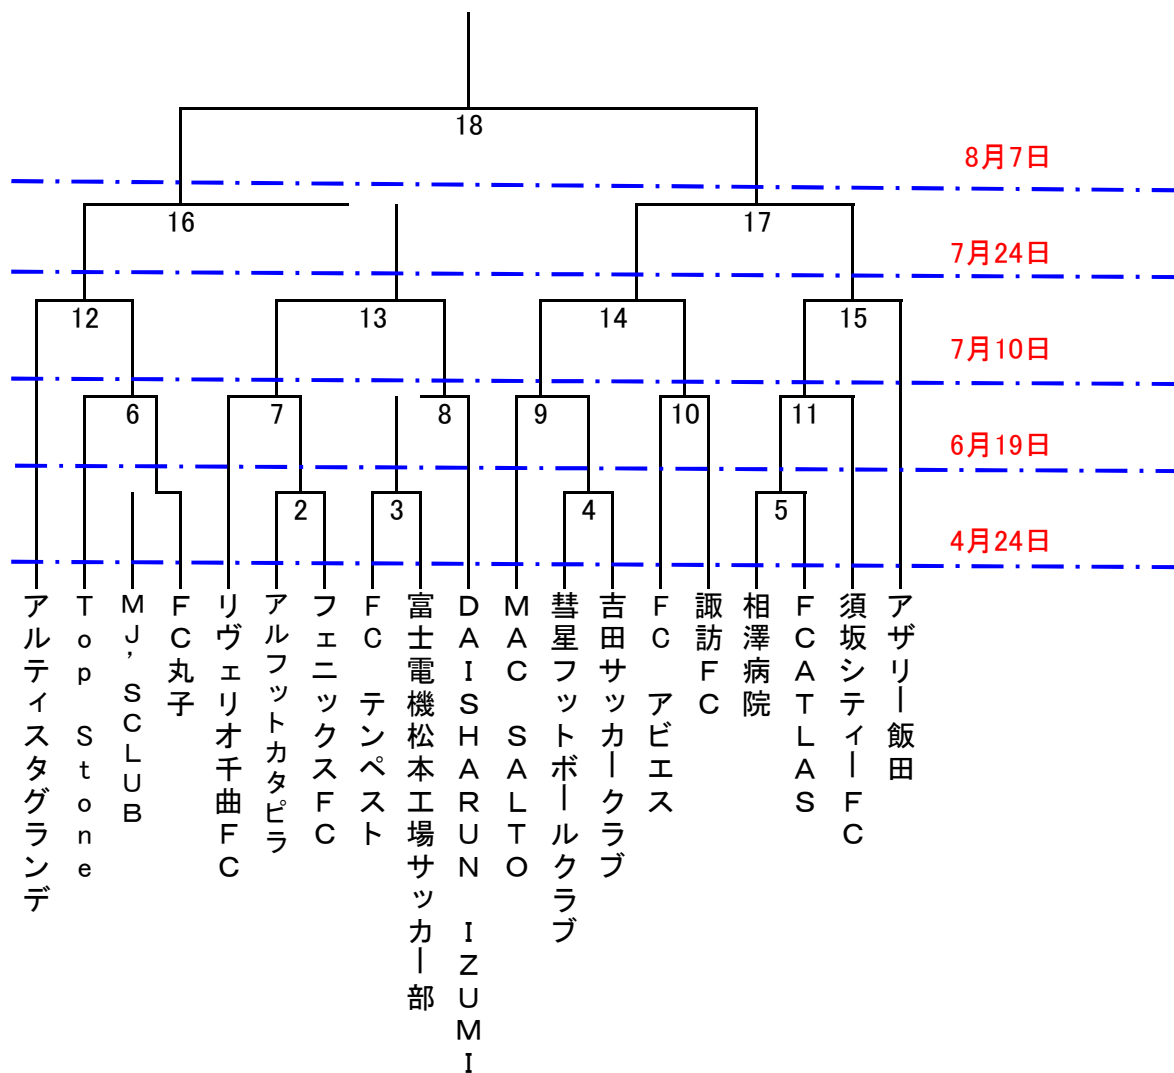 18
8月7日
16
17
7月24日
12
13
14
15
7月10日
6
7
8
9
10
11
6月19日
2
3
4
5
4月24日
アルティスタグランデ
Ｔｏｐ　Ｓｔｏｎｅ
ＭＪ’ＳＣＬＵＢ
ＦＣ丸子
リヴェリオ千曲ＦＣ
アルフットカタピラ
フェニックスＦＣ
ＦＣ　テンペスト
富士電機松本工場サッカー部
ＤＡＩＳＨＡＲＵＮ　ＩＺＵＭＩ
ＭＡＣ　ＳＡＬＴＯ
彗星フットボールクラブ
吉田サッカークラブ
ＦＣ　アビエス
諏訪ＦＣ
相澤病院
ＦＣＡＴＬＡＳ
須坂シティーＦＣ
アザリー飯田